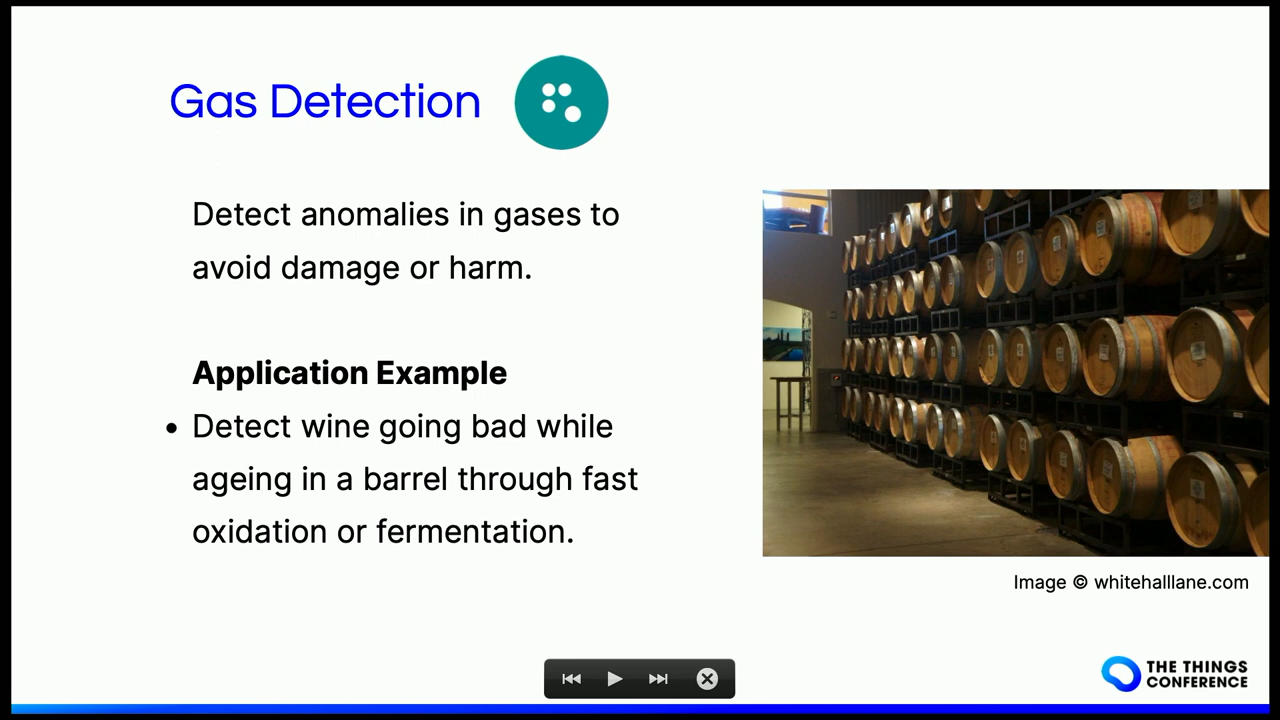 Gas Detection
Detect anomalies in gases to
avoid damage or harm.
Application Example
• Detect wine going bad while
ageing in a barrel through fast
oxidation or fermentation.
Image © whitehalllane.com
THE THINGS
CONFERENCE